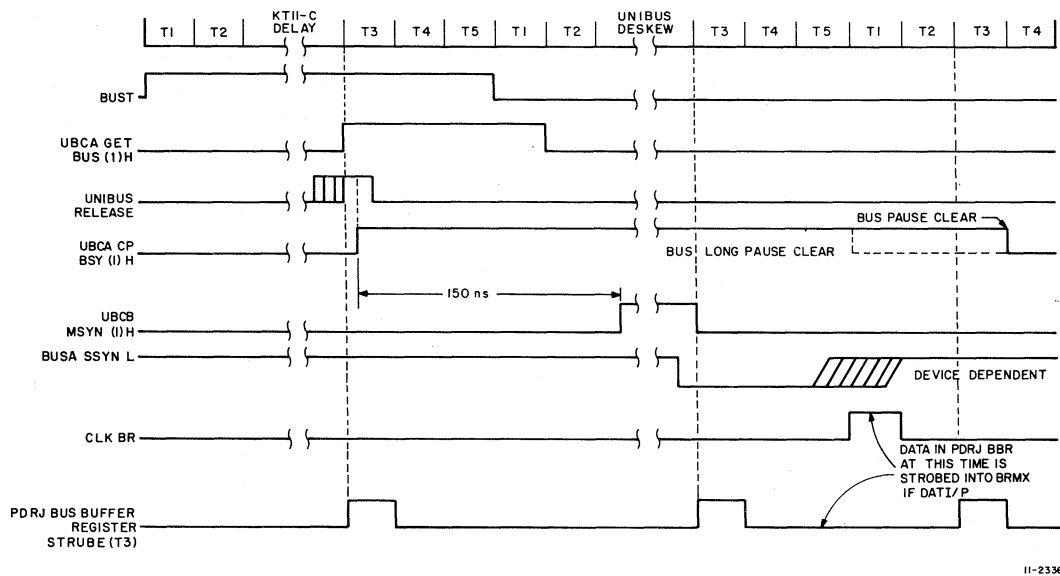 KT11-C
DELAY
UNIBUS
DESKEW
T1 T2 T3 T4 T5 T1 T2 T3 T4 T5 T1 T2 T3 T4
BUST
UBCA GET
BUS (1) H
UNIBUS
RELEASE
BUS PAUSE CLEAR
UBCA CP
BSY (1) H
BUS LONG PAUSE CLEAR
150 ns
UBCB
MSYN (1) H
BUSA SSYN L
DEVICE DEPENDENT
CLK BR
DATA IN PDRJ BBR
AT THIS TIME IS
STROBED INTO BRMX
IF DATI/P
PDRJ BUS BUFFER
REGISTER
STRUBE (T3)